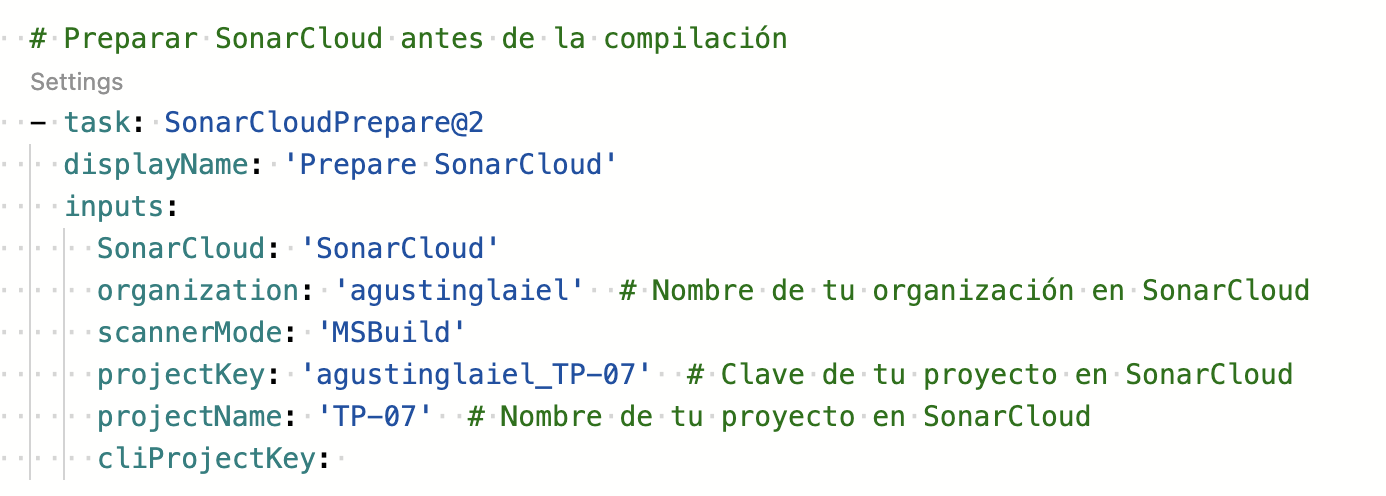 # Preparar SonarCloud antes de la compilación
Settings
- task: SonarCloudPrepare@2
displayName: 'Prepare SonarCloud'
inputs:
SonarCloud: 'SonarCloud'
organization: 'agustinglaiel'  # Nombre de tu organización en SonarCloud
scannerMode: 'MSBuild'
projectKey: 'agustinglaiel_TP-07'  # Clave de tu proyecto en SonarCloud
projectName: 'TP-07'  # Nombre de tu proyecto en SonarCloud
cliProjectKey: